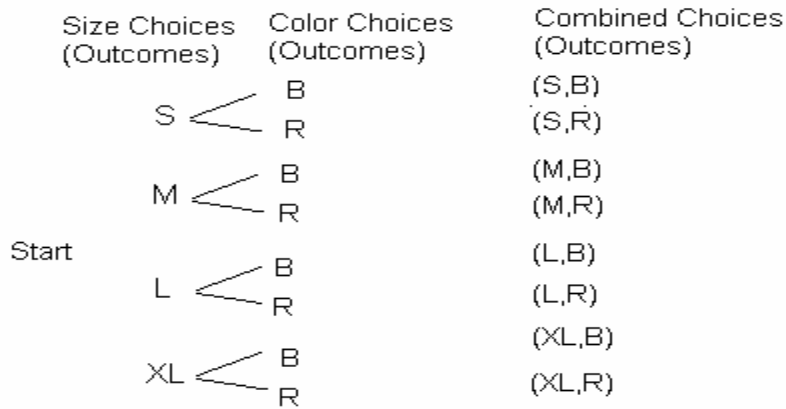 Size Choices
(Outcomes)
Color Choices
(Outcomes)
Combined Choices
(Outcomes)
S
B
(S,B)
R
(S,R)
M
B
(M,B)
R
(M,R)
Start
L
B
(L,B)
R
(L,R)
XL
B
(XL,B)
R
(XL,R)